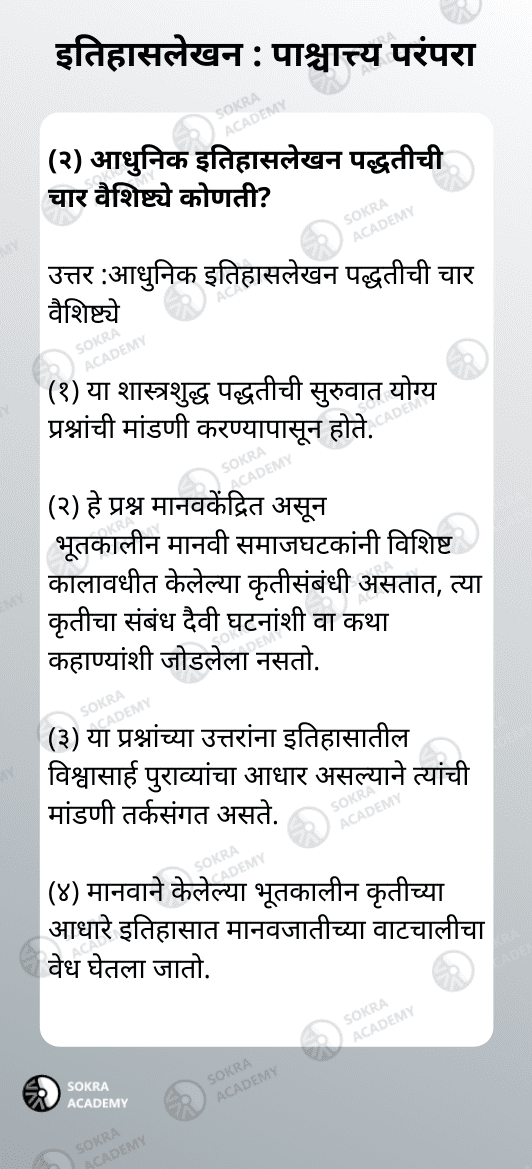 इतिहासलेखन : पाश्चात्त्य परंपरा
(२) आधुनिक इतिहासलेखन पद्धतीची
चार वैशिष्ट्ये कोणती?
उत्तर :आधुनिक इतिहासलेखन पद्धतीची चार
वैशिष्ट्ये
(१) या शास्त्रशुद्ध पद्धतीची सुरुवात योग्य
प्रश्नांची मांडणी करण्यापासून होते.
(२) हे प्रश्न मानवकेंद्रित असून
भूतकालीन मानवी समाजघटकांनी विशिष्ट
कालावधीत केलेल्या कृतीसंबंधी असतात, त्या
कृतीचा संबंध दैवी घटनांशी वा कथा
कहाण्यांशी जोडलेला नसतो.
(३) या प्रश्नांच्या उत्तरांना इतिहासातील
विश्वासार्ह पुराव्यांचा आधार असल्याने त्यांची
मांडणी तर्कसंगत असते.
(४) मानवाने केलेल्या भूतकालीन कृतीच्या
आधारे इतिहासात मानवजातीच्या वाटचालीचा
वेध घेतला जातो.
SOKRA
ACADEMY